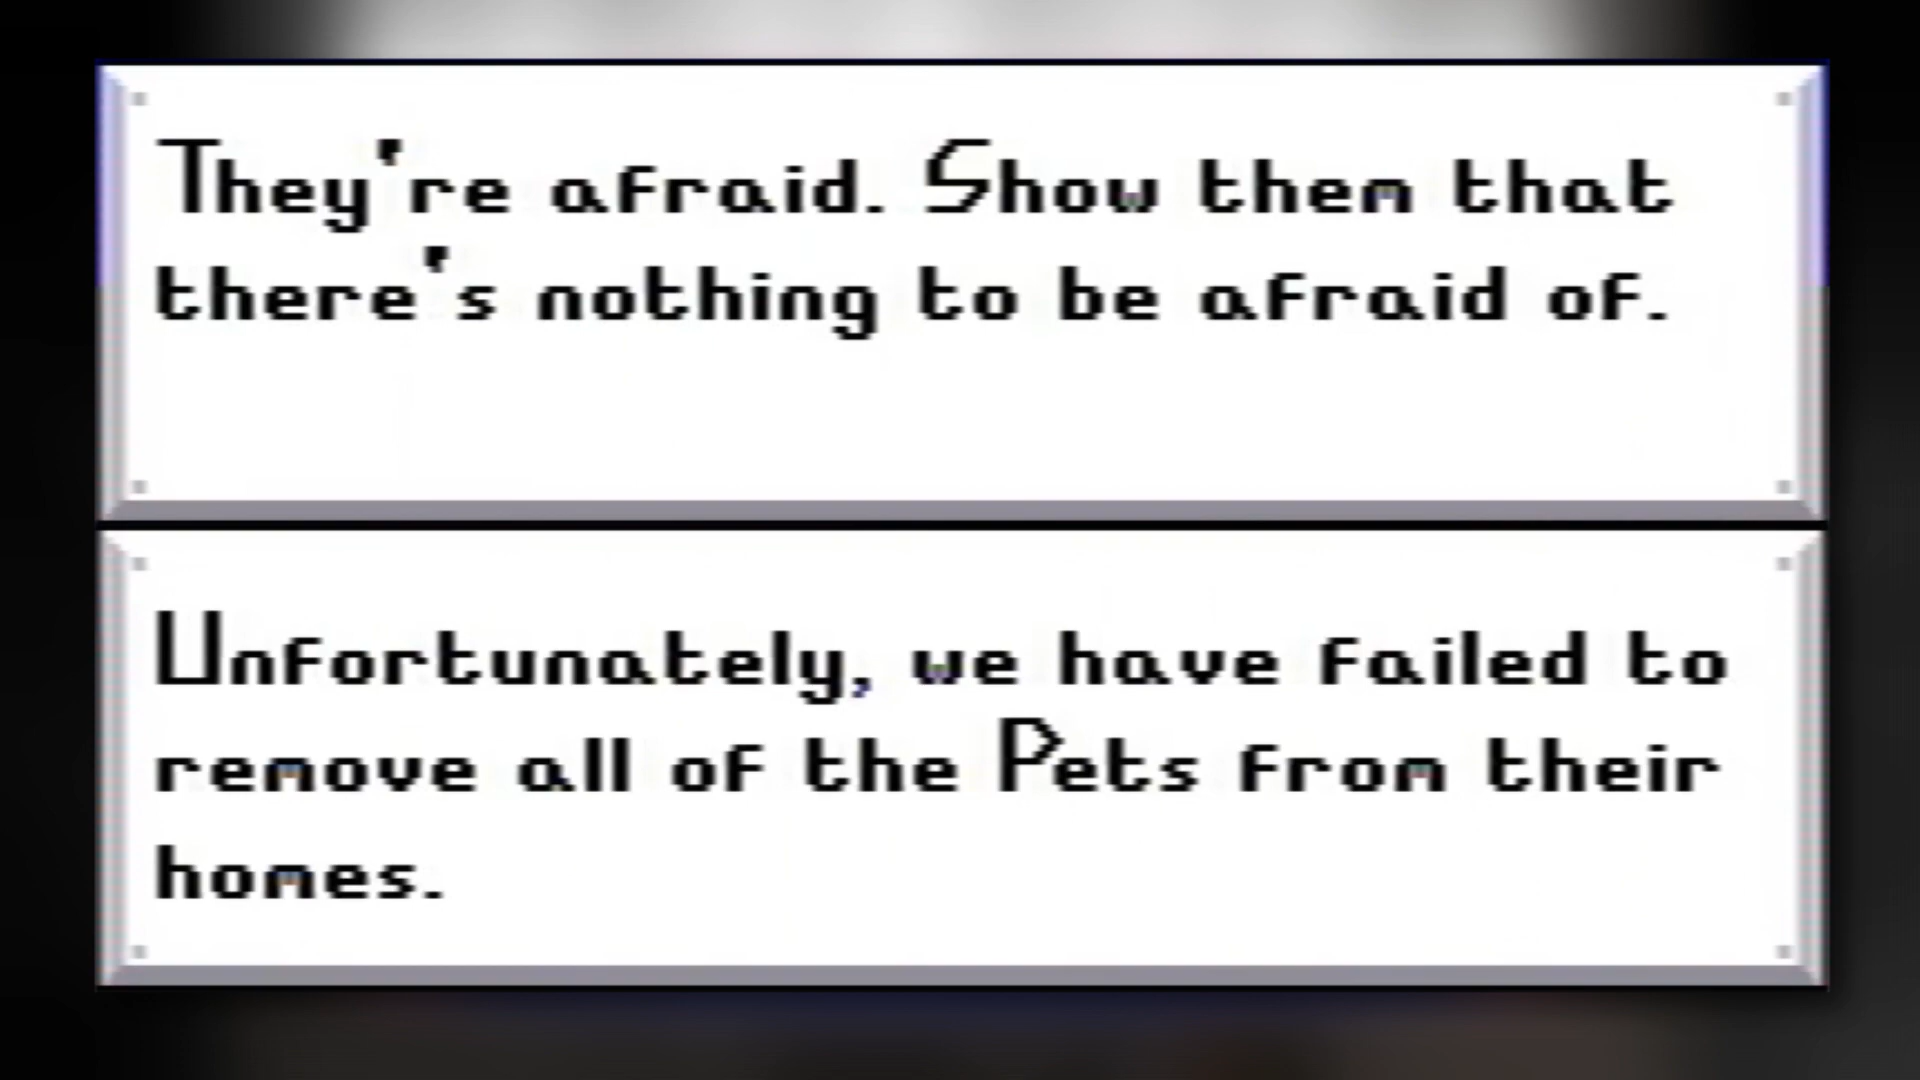 They're afraid. Show them that
there's nothing to be afraid of.
Unfortunately, we have failed to
remove all of the Pets from their
homes.